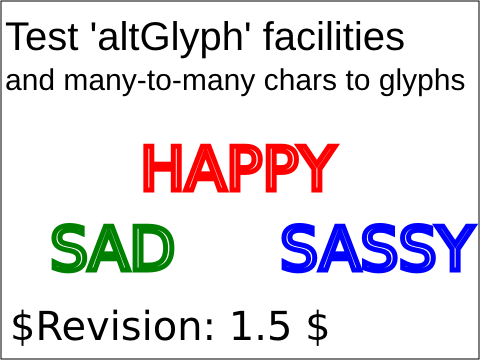 Test 'altGlyph' facilities
and many-to-many chars to glyphs
HAPPY
SAD SASSY
$Revision: 1.5 $